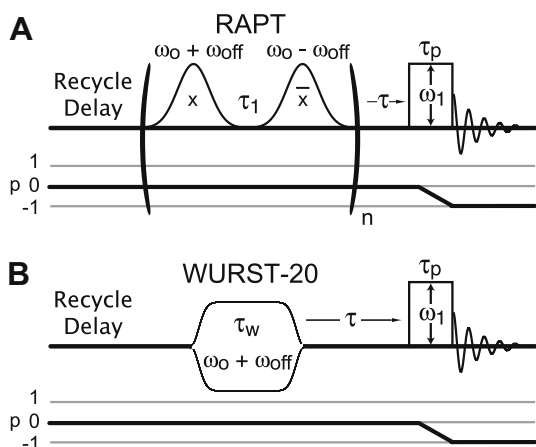 A
RAPT
ω₀ + ωoff
ω₀ - ωoff
τp
Recycle
Delay
x
τ₁
x̄
-τ→
ω₁
1
p 0
-1
n
B
WURST-20
τp
Recycle
Delay
τw
τ
ω₁
ω₀ + ωoff
1
p 0
-1